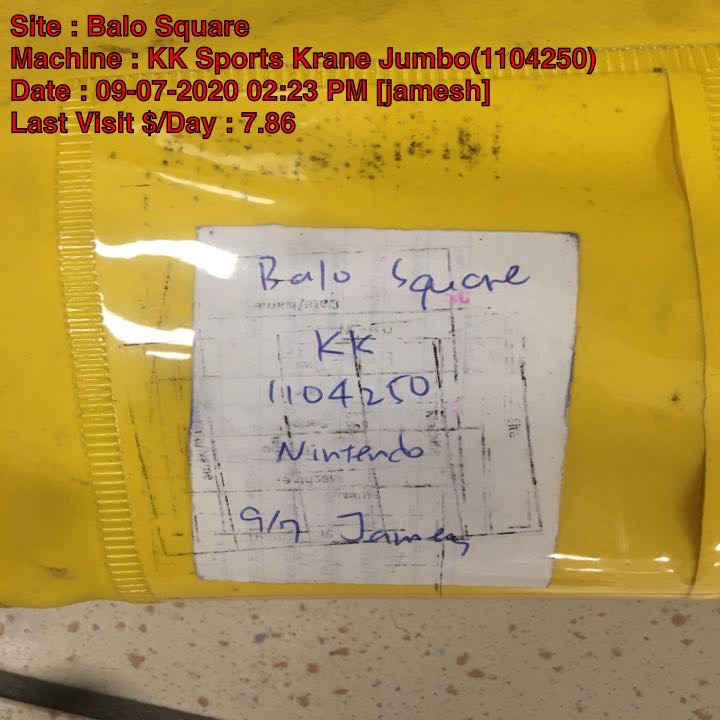 Site : Balo Square
Machine : KK Sports Krane Jumbo(1104250)
Date : 09-07-2020 02:23 PM [jamesh]
Last Visit $/Day : 7.86
Balo Square
KK
1104250
Nintendo
9/7 James